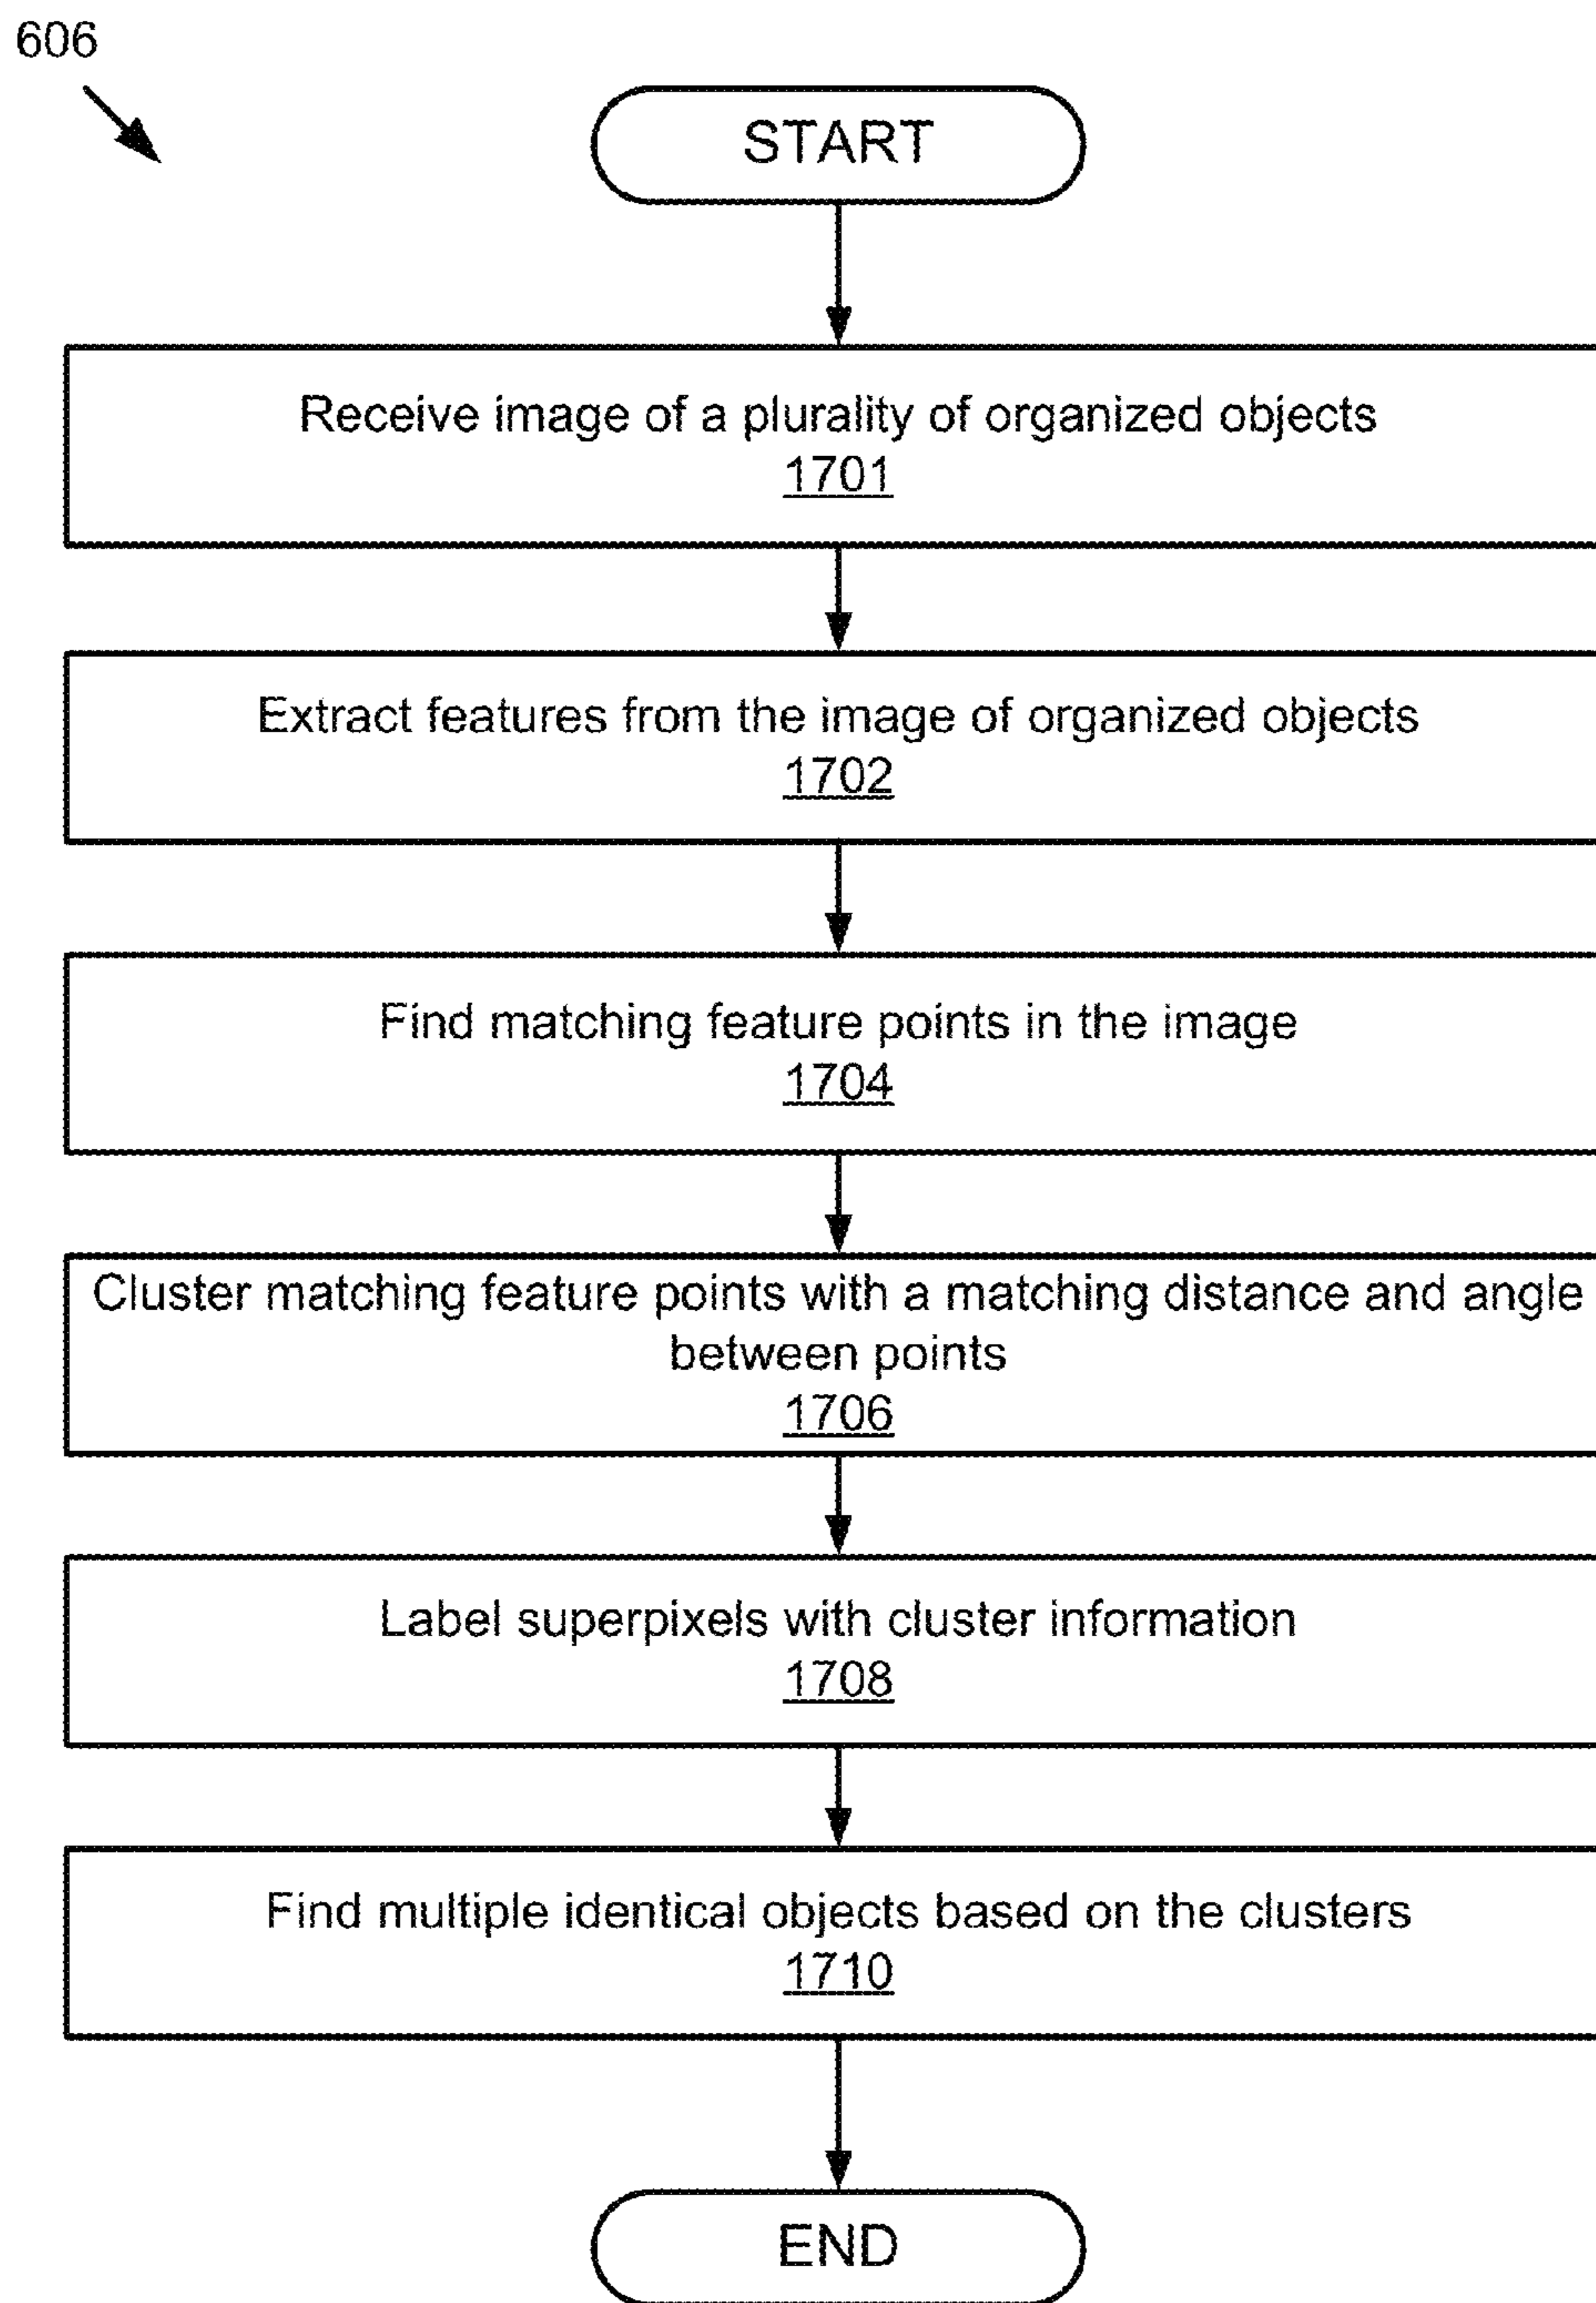 606
START
Receive image of a plurality of organized objects
1701
Extract features from the image of organized objects
1702
Find matching feature points in the image
1704
Cluster matching feature points with a matching distance and angle
between points
1706
Label superpixels with cluster information
1708
Find multiple identical objects based on the clusters
1710
END